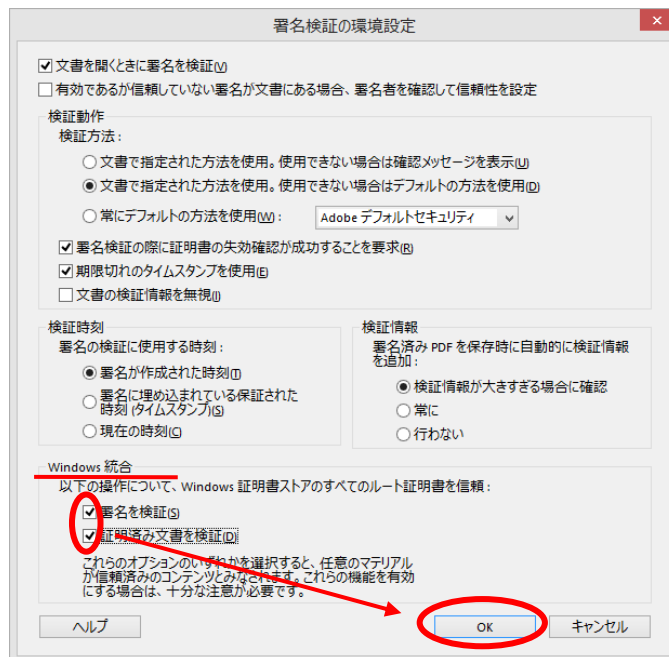 署名検証の環境設定
×
文書を開くときに署名を検証(V)
有効であるが信頼していない署名が文書にある場合、署名者を確認して信頼性を設定
検証動作
検証方法:
文書で指定された方法を使用。使用できない場合は確認メッセージを表示(U)
文書で指定された方法を使用。使用できない場合はデフォルトの方法を使用(D)
常にデフォルトの方法を使用(W): Adobe デフォルトセキュリティ
署名検証の際に証明書の失効確認が成功することを要求(R)
期限切れのタイムスタンプを使用(E)
文書の検証情報を無視(I)
検証時刻
署名の検証に使用する時刻:
署名が作成された時刻(T)
署名に埋め込まれている保証された
時刻 (タイムスタンプ)(S)
現在の時刻(C)
検証情報
署名済み PDF を保存時に自動的に検証情報
を追加:
検証情報が大きすぎる場合に確認
常に
行わない
Windows 統合
以下の操作について、Windows 証明書ストアのすべてのルート証明書を信頼:
署名を検証(S)
証明済み文書を検証(D)
これらのオプションのいずれかを選択すると、任意のマテリアル
が信頼済みのコンテンツとみなされます。これらの機能を有効
にする場合は、十分な注意が必要です。
ヘルプ
OK
キャンセル